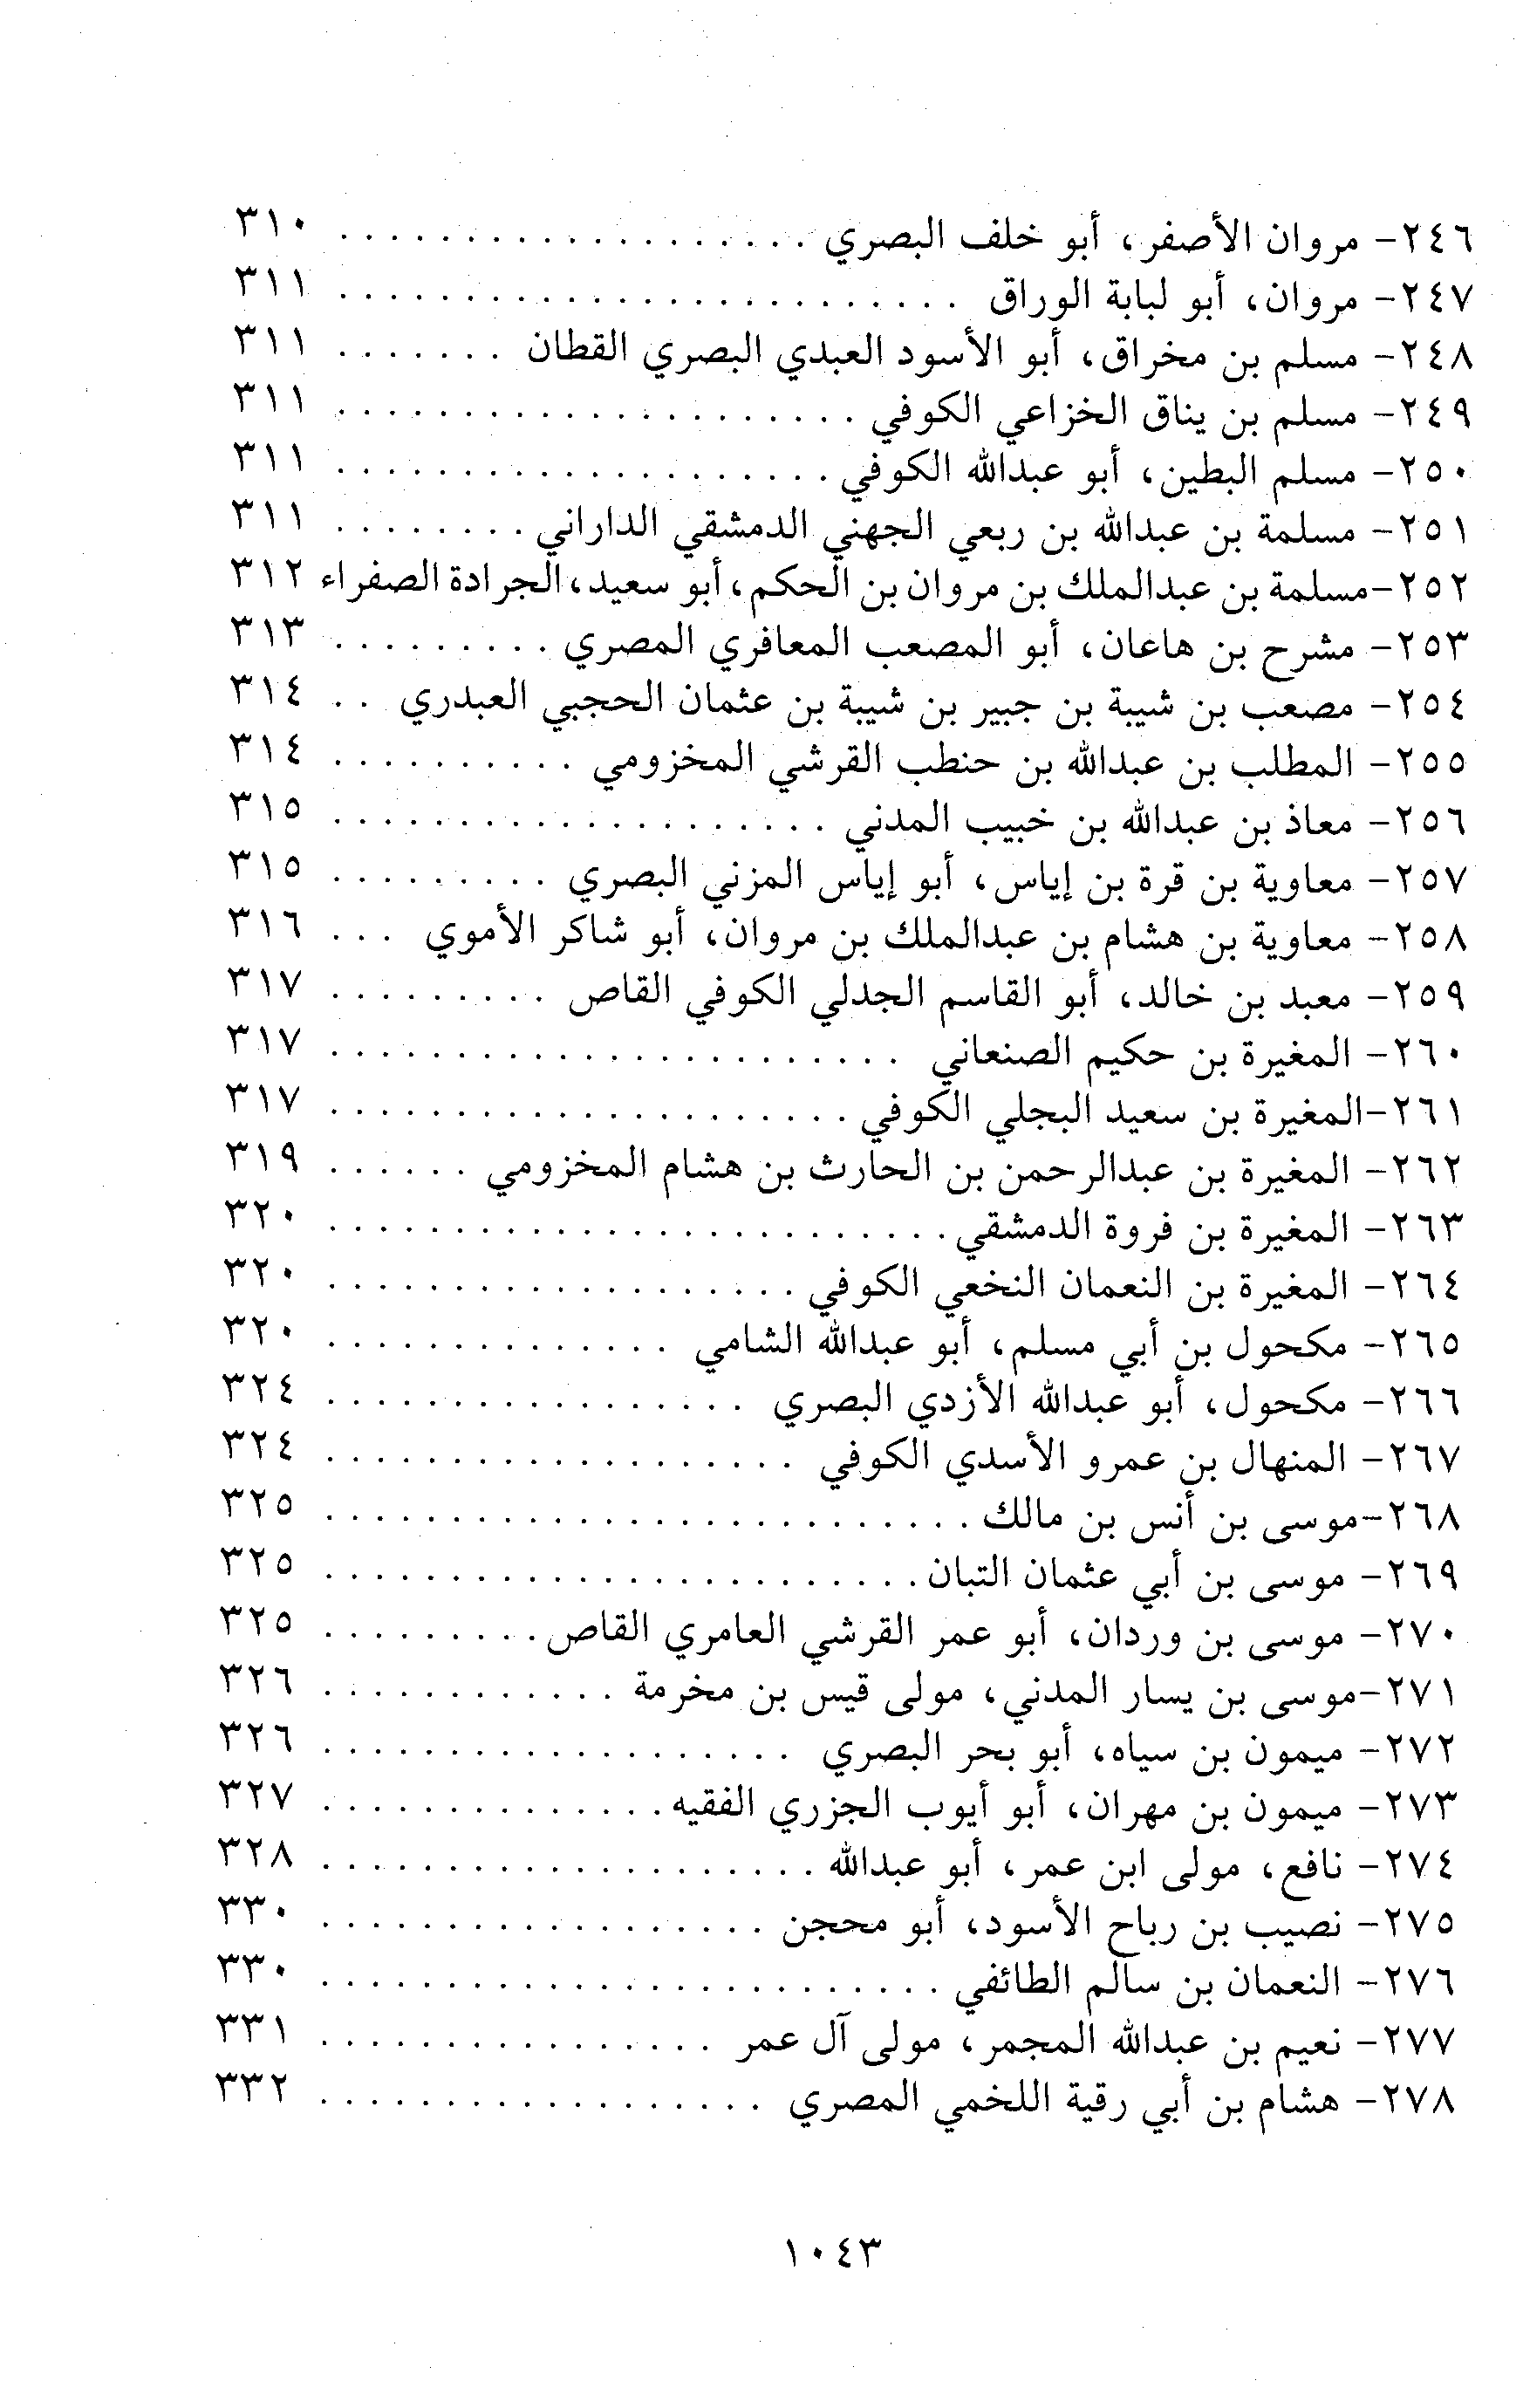 ٢٤٦- مروان الأصفر، أبو خلف البصري . . . . . . . . . . . . . . . . . . . ٣١٠
٢٤٧- مروان، أبو لبابة الوراق . . . . . . . . . . . . . . . . . . . . . . . . . ٣١١
٢٤٨- مسلم بن مخراق، أبو الأسود العبدي البصري القطان . . . . . . . ٣١١
٢٤٩- مسلم بن يناق الخزاعي الكوفي . . . . . . . . . . . . . . . . . . . . . ٣١١
٢٥٠- مسلم البطين، أبو عبدالله الكوفي . . . . . . . . . . . . . . . . . . . . ٣١١
٢٥١- مسلمة بن عبدالله بن ربعي الجهني الدمشقي الداراني . . . . . . . . ٣١١
٢٥٢-مسلمة بن عبدالملك بن مروان بن الحكم، أبو سعيد، الجرادة الصفراء ٣١٢
٢٥٣- مشرح بن هاعان، أبو المصعب المعافري المصري . . . . . . . . . ٣١٣
٢٥٤- مصعب بن شيبة بن جبير بن شيبة بن عثمان الحجبي العبدري . . ٣١٤
٢٥٥- المطلب بن عبدالله بن حنطب القرشي المخزومي . . . . . . . . . . ٣١٤
٢٥٦- معاذ بن عبدالله بن خبيب المدني . . . . . . . . . . . . . . . . . . . . ٣١٥
٢٥٧- معاوية بن قرة بن إياس، أبو إياس المزني البصري . . . . . . . . . ٣١٥
٢٥٨- معاوية بن هشام بن عبدالملك بن مروان، أبو شاكر الأموي . . . ٣١٦
٢٥٩- معبد بن خالد، أبو القاسم الجدلي الكوفي القاص . . . . . . . . . ٣١٧
٢٦٠- المغيرة بن حكيم الصنعاني . . . . . . . . . . . . . . . . . . . . . . . ٣١٧
٢٦١-المغيرة بن سعيد البجلي الكوفي . . . . . . . . . . . . . . . . . . . . . ٣١٧
٢٦٢- المغيرة بن عبدالرحمن بن الحارث بن هشام المخزومي . . . . . . ٣١٩
٢٦٣- المغيرة بن فروة الدمشقي . . . . . . . . . . . . . . . . . . . . . . . . . ٣٢٠
٢٦٤- المغيرة بن النعمان النخعي الكوفي . . . . . . . . . . . . . . . . . . . ٣٢٠
٢٦٥- مكحول بن أبي مسلم، أبو عبدالله الشامي . . . . . . . . . . . . . . ٣٢٠
٢٦٦- مكحول، أبو عبدالله الأزدي البصري . . . . . . . . . . . . . . . . . ٣٢٤
٢٦٧- المنهال بن عمرو الأسدي الكوفي . . . . . . . . . . . . . . . . . . . ٣٢٤
٢٦٨-موسى بن أنس بن مالك . . . . . . . . . . . . . . . . . . . . . . . . . . ٣٢٥
٢٦٩- موسى بن أبي عثمان التبان . . . . . . . . . . . . . . . . . . . . . . . . ٣٢٥
٢٧٠- موسى بن وردان، أبو عمر القرشي العامري القاص . . . . . . . . . ٣٢٥
٢٧١-موسى بن يسار المدني، مولى قيس بن مخرمة . . . . . . . . . . . . ٣٢٦
٢٧٢- ميمون بن سياه، أبو بحر البصري . . . . . . . . . . . . . . . . . . . ٣٢٦
٢٧٣- ميمون بن مهران، أبو أيوب الجزري الفقيه . . . . . . . . . . . . . . ٣٢٧
٢٧٤- نافع، مولى ابن عمر، أبو عبدالله . . . . . . . . . . . . . . . . . . . . ٣٢٨
٢٧٥- نصيب بن رباح الأسود، أبو محجن . . . . . . . . . . . . . . . . . . ٣٣٠
٢٧٦- النعمان بن سالم الطائفي . . . . . . . . . . . . . . . . . . . . . . . . . ٣٣٠
٢٧٧- نعيم بن عبدالله المجمر، مولى آل عمر . . . . . . . . . . . . . . . . ٣٣١
٢٧٨- هشام بن أبي رقية اللخمي المصري . . . . . . . . . . . . . . . . . . ٣٣٢
١٠٤٣